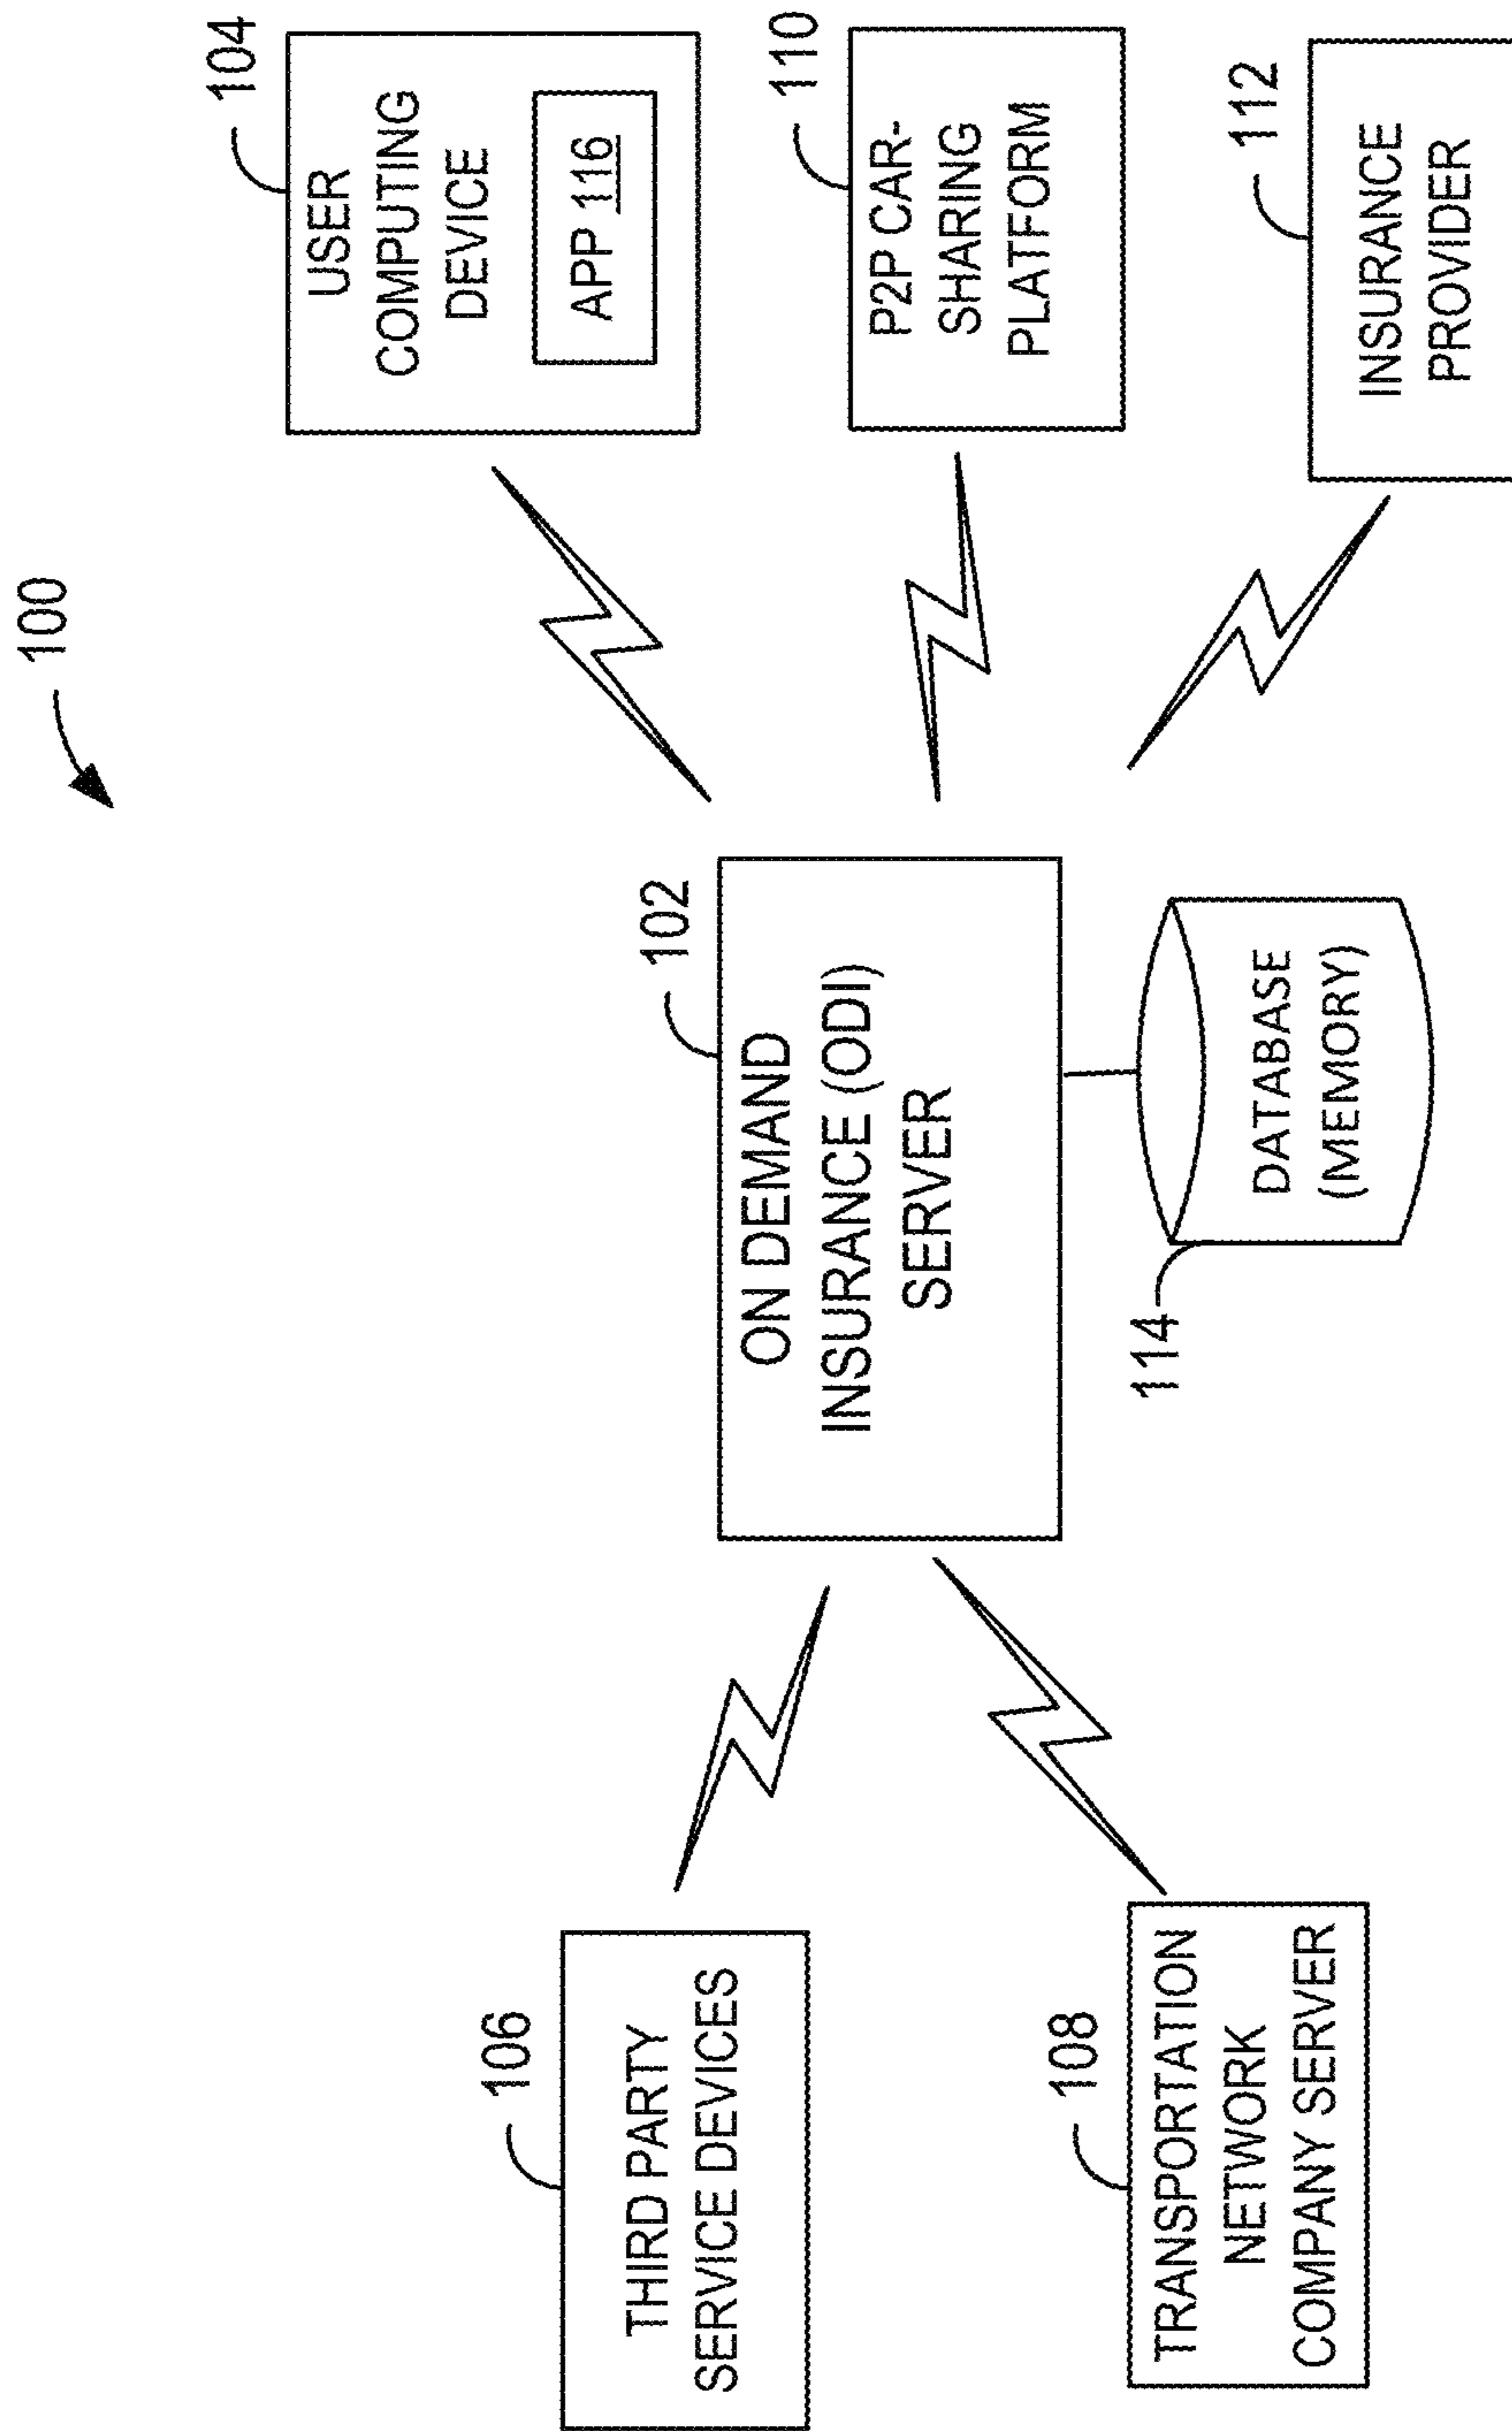 100
106
THIRD PARTY
SERVICE DEVICES
108
TRANSPORTATION
NETWORK
COMPANY SERVER
102
ON DEMAND
INSURANCE (ODI)
SERVER
114
DATABASE
(MEMORY)
104
USER
COMPUTING
DEVICE
APP 116
110
P2P CAR-
SHARING
PLATFORM
112
INSURANCE
PROVIDER